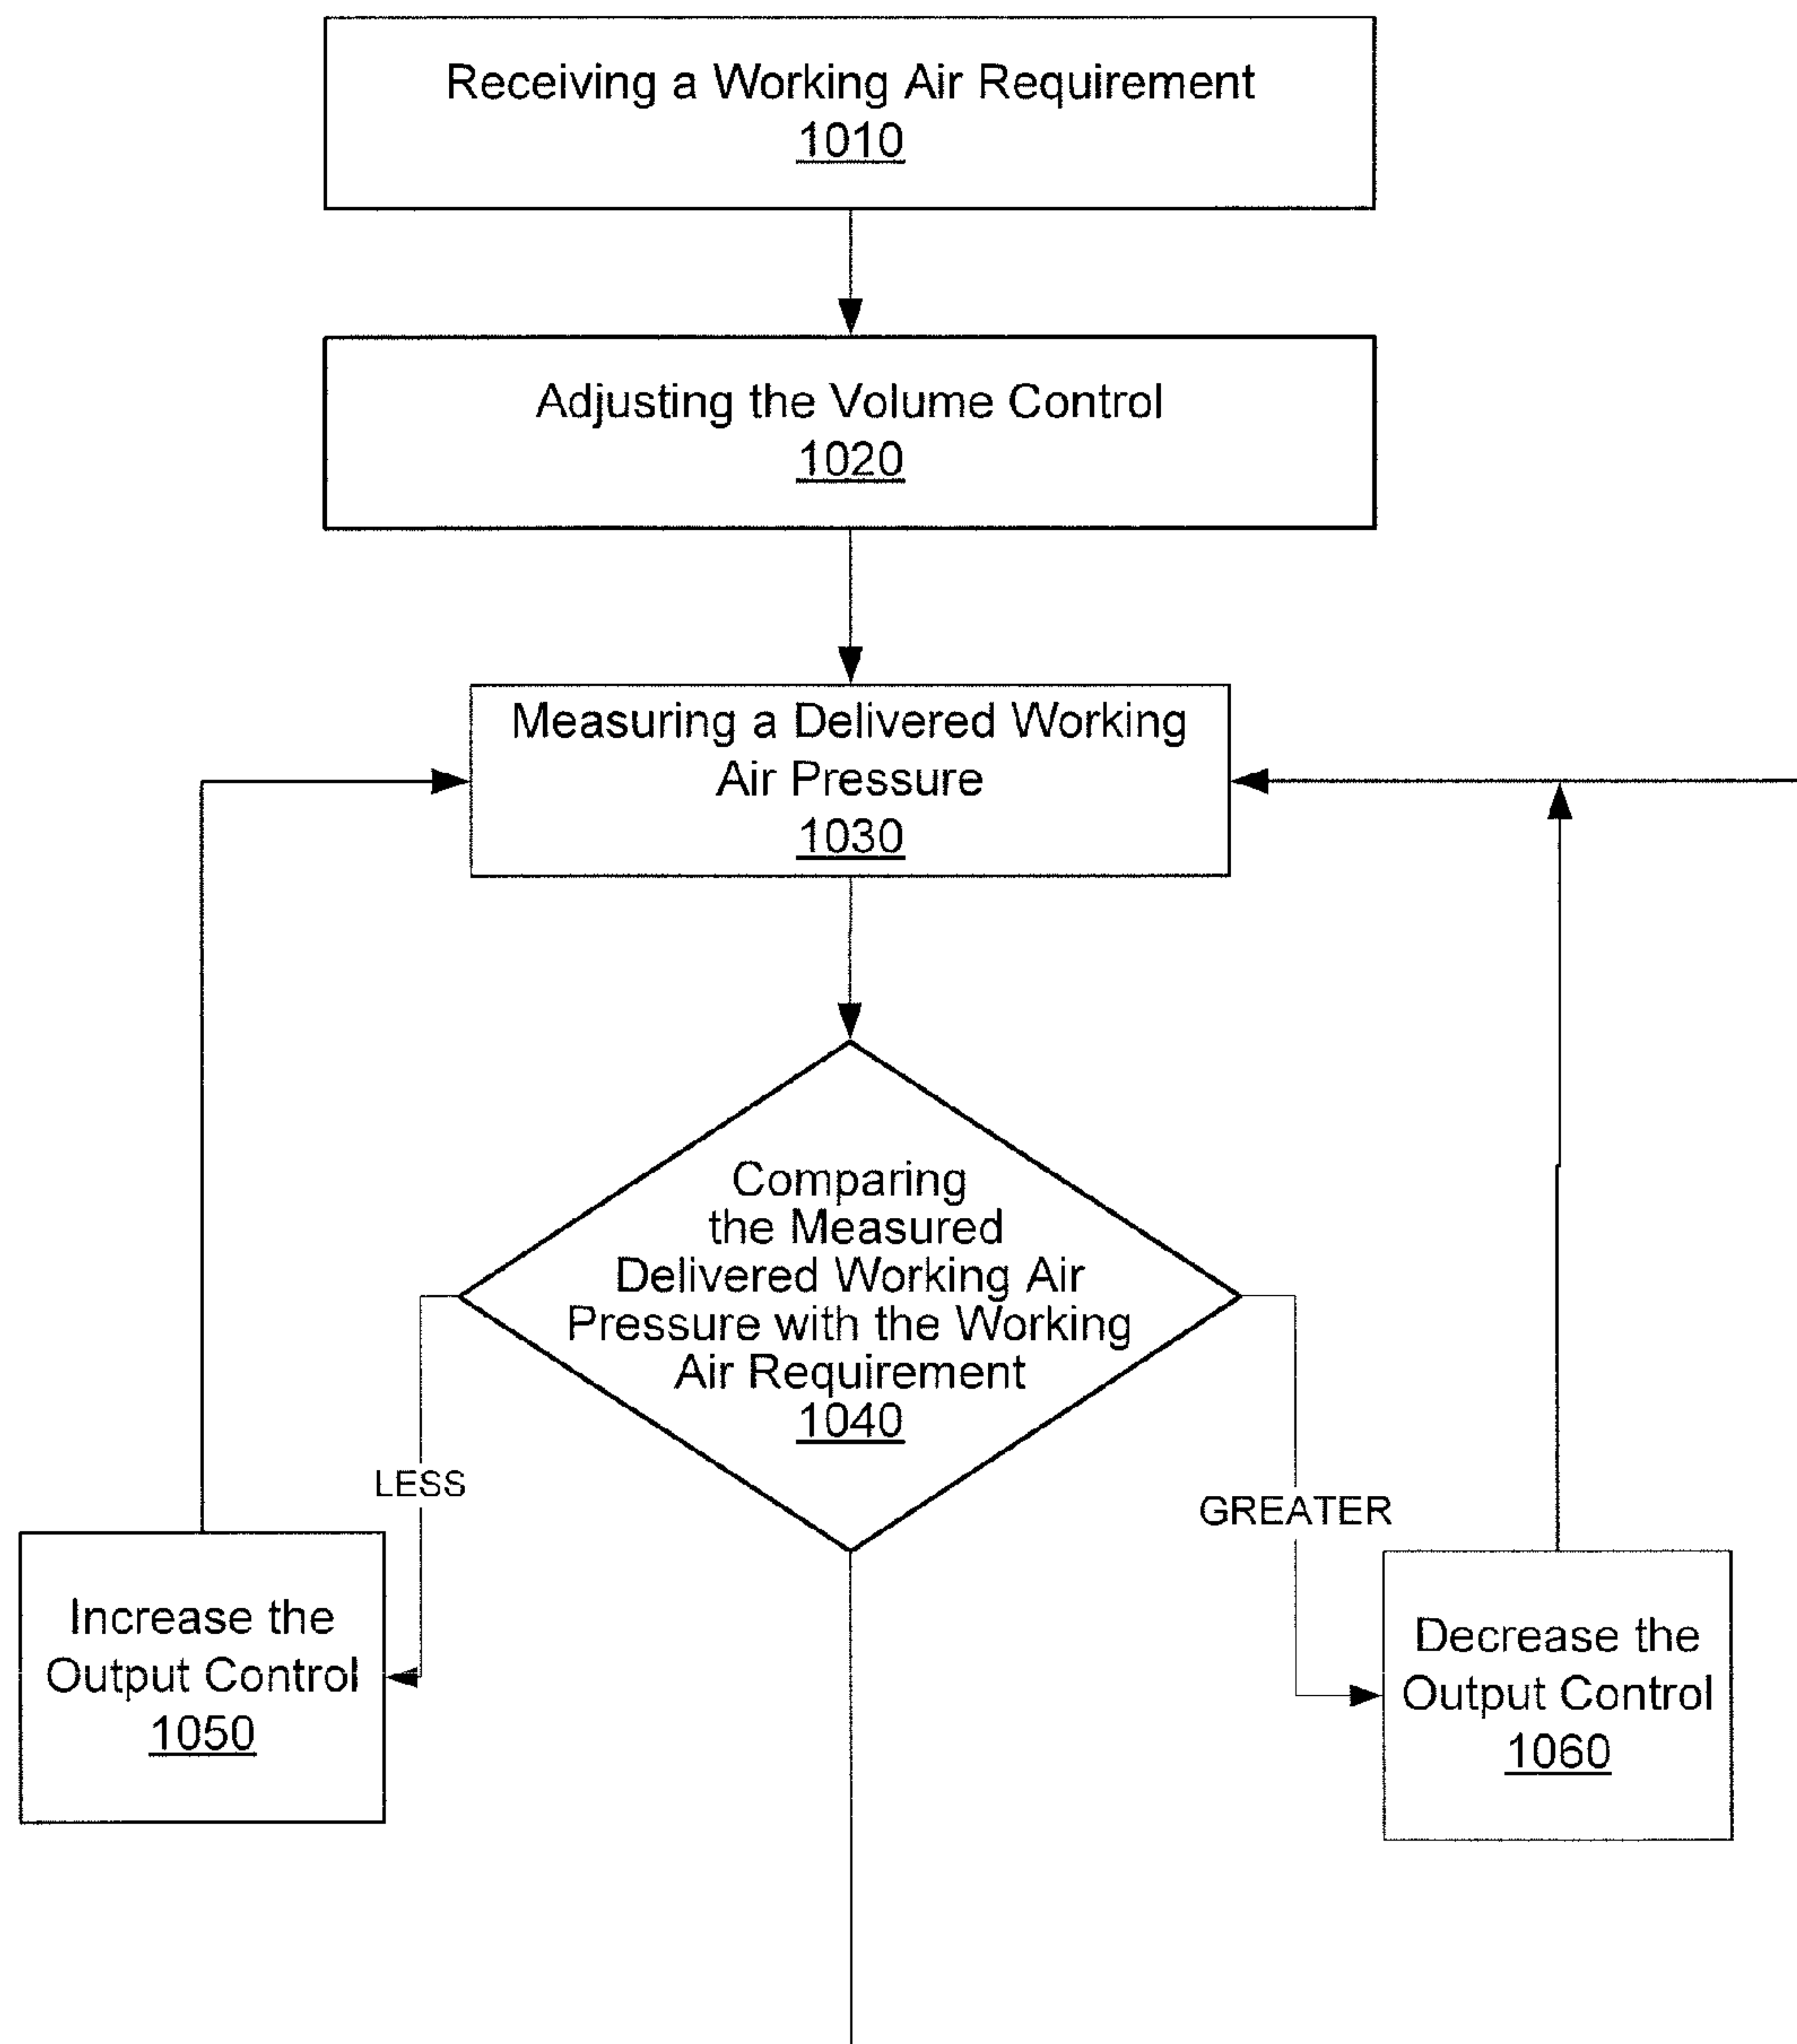 Receiving a Working Air Requirement
1010
Adjusting the Volume Control
1020
Measuring a Delivered Working
Air Pressure
1030
Comparing
the Measured
Delivered Working Air
Pressure with the Working
Air Requirement
1040
LESS
GREATER
Increase the
Output Control
1050
Decrease the
Output Control
1060